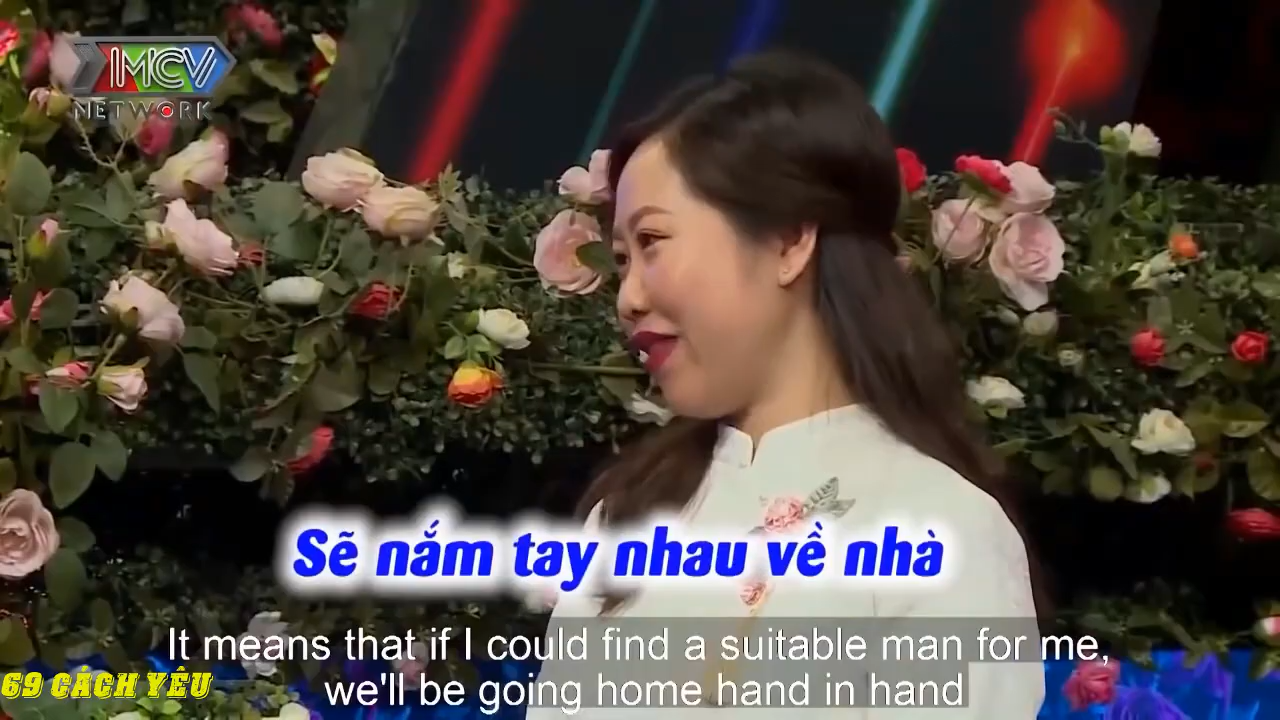 MCV
NETWORK
Sẽ nắm tay nhau về nhà
It means that if I could find a suitable man for me,
we'll be going home hand in hand
69 CÁCH YÊU